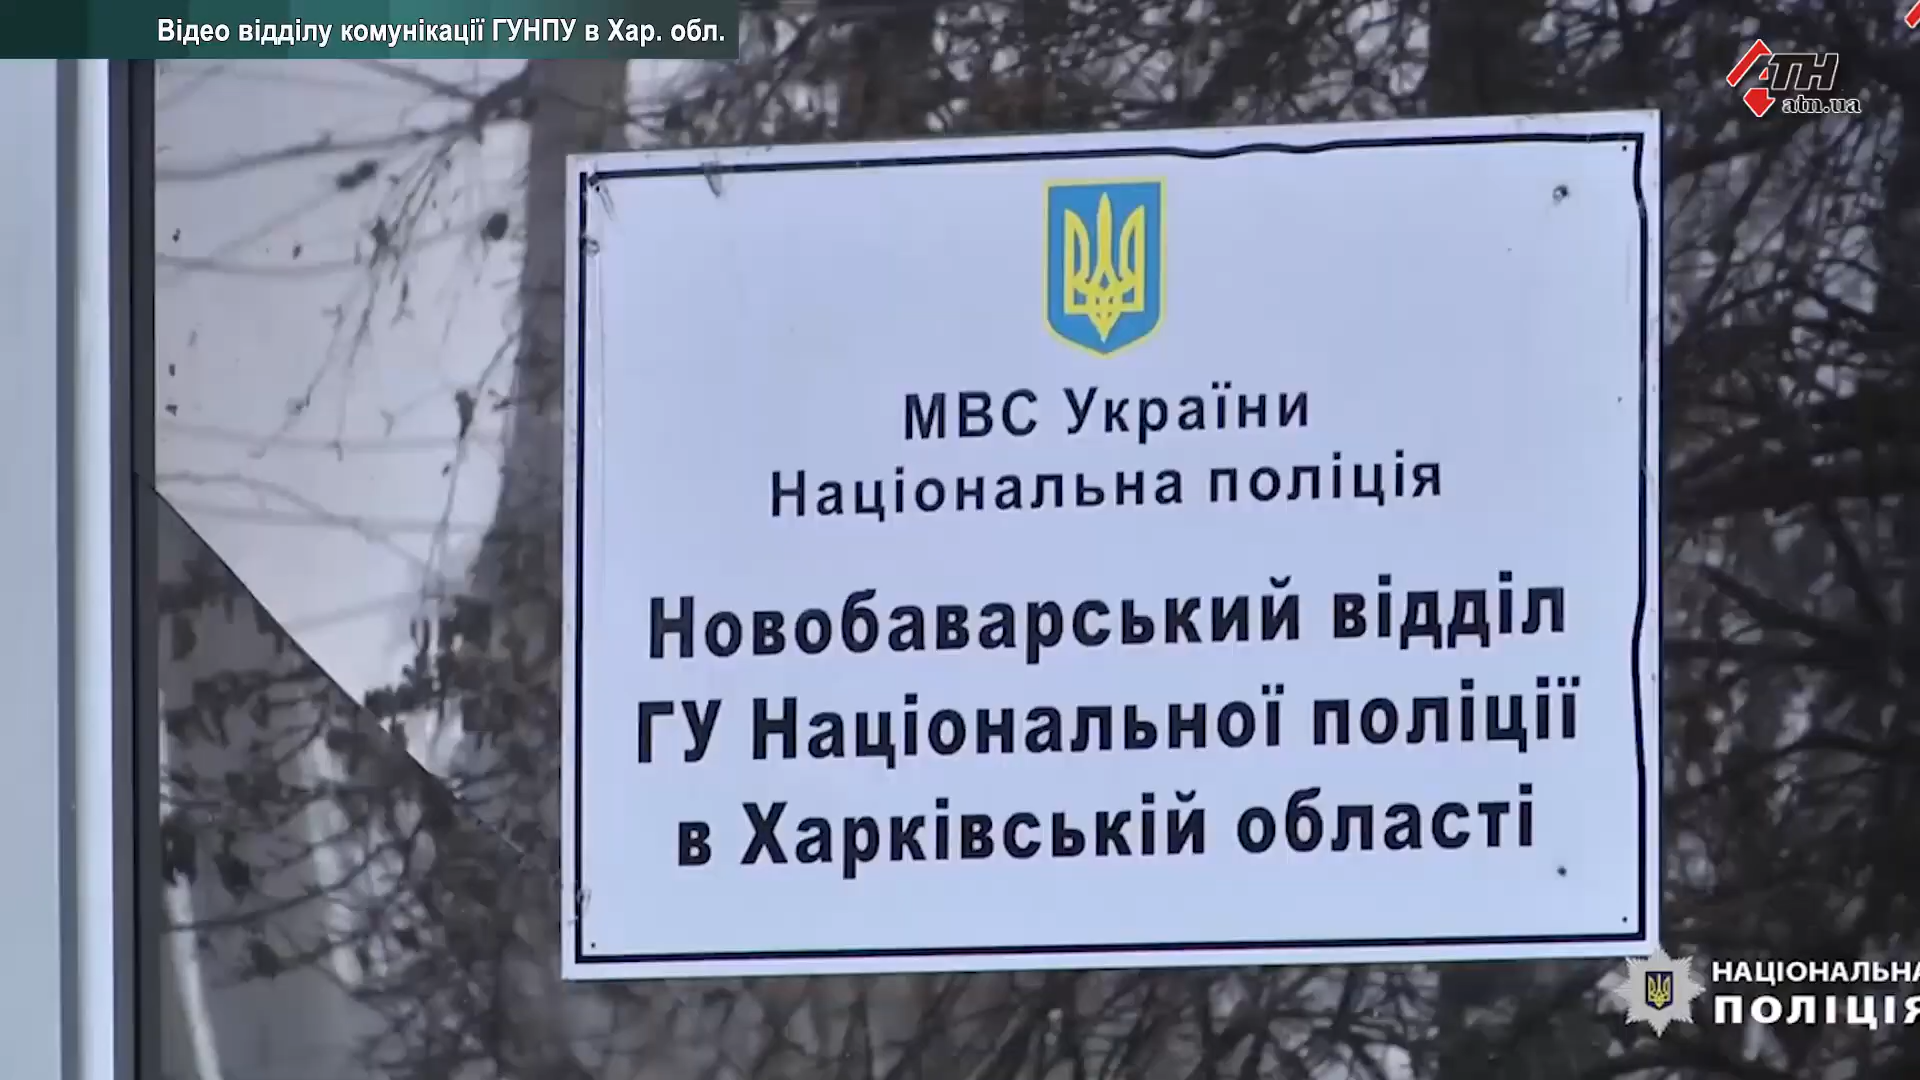 Відео відділу комунікації ГУНПУ в Хар. обл.
АТН
atn.ua
МВС України
Національна поліція
Новобаварський відділ
ГУ Національної поліції
в Харківській області
НАЦІОНАЛЬНА
ПОЛІЦІЯ